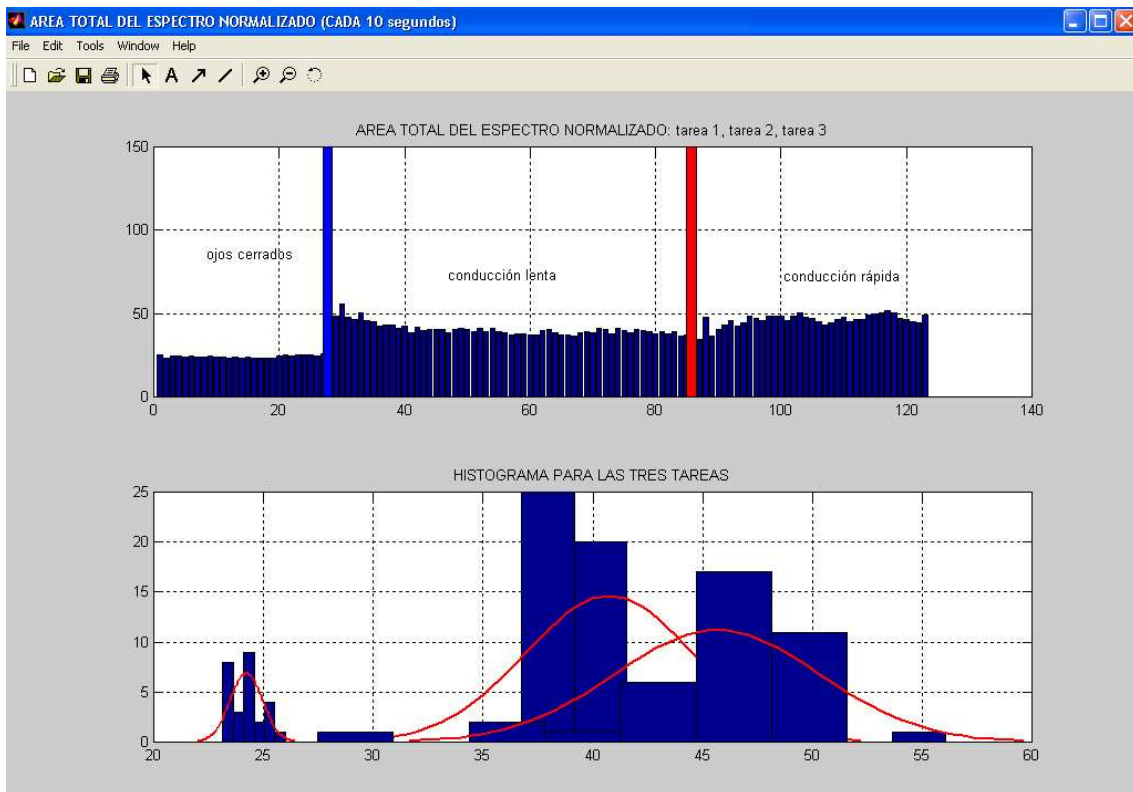 AREA TOTAL DEL ESPECTRO NORMALIZADO (CADA 10 segundos)
File Edit Tools Window Help
A
AREA TOTAL DEL ESPECTRO NORMALIZADO: tarea 1, tarea 2, tarea 3
150
100
50
0
ojos cerrados
conducción lenta
conducción rápida
0 20 40 60 80 100 120 140
HISTOGRAMA PARA LAS TRES TAREAS
25
20
15
10
5
0
20 25 30 35 40 45 50 55 60